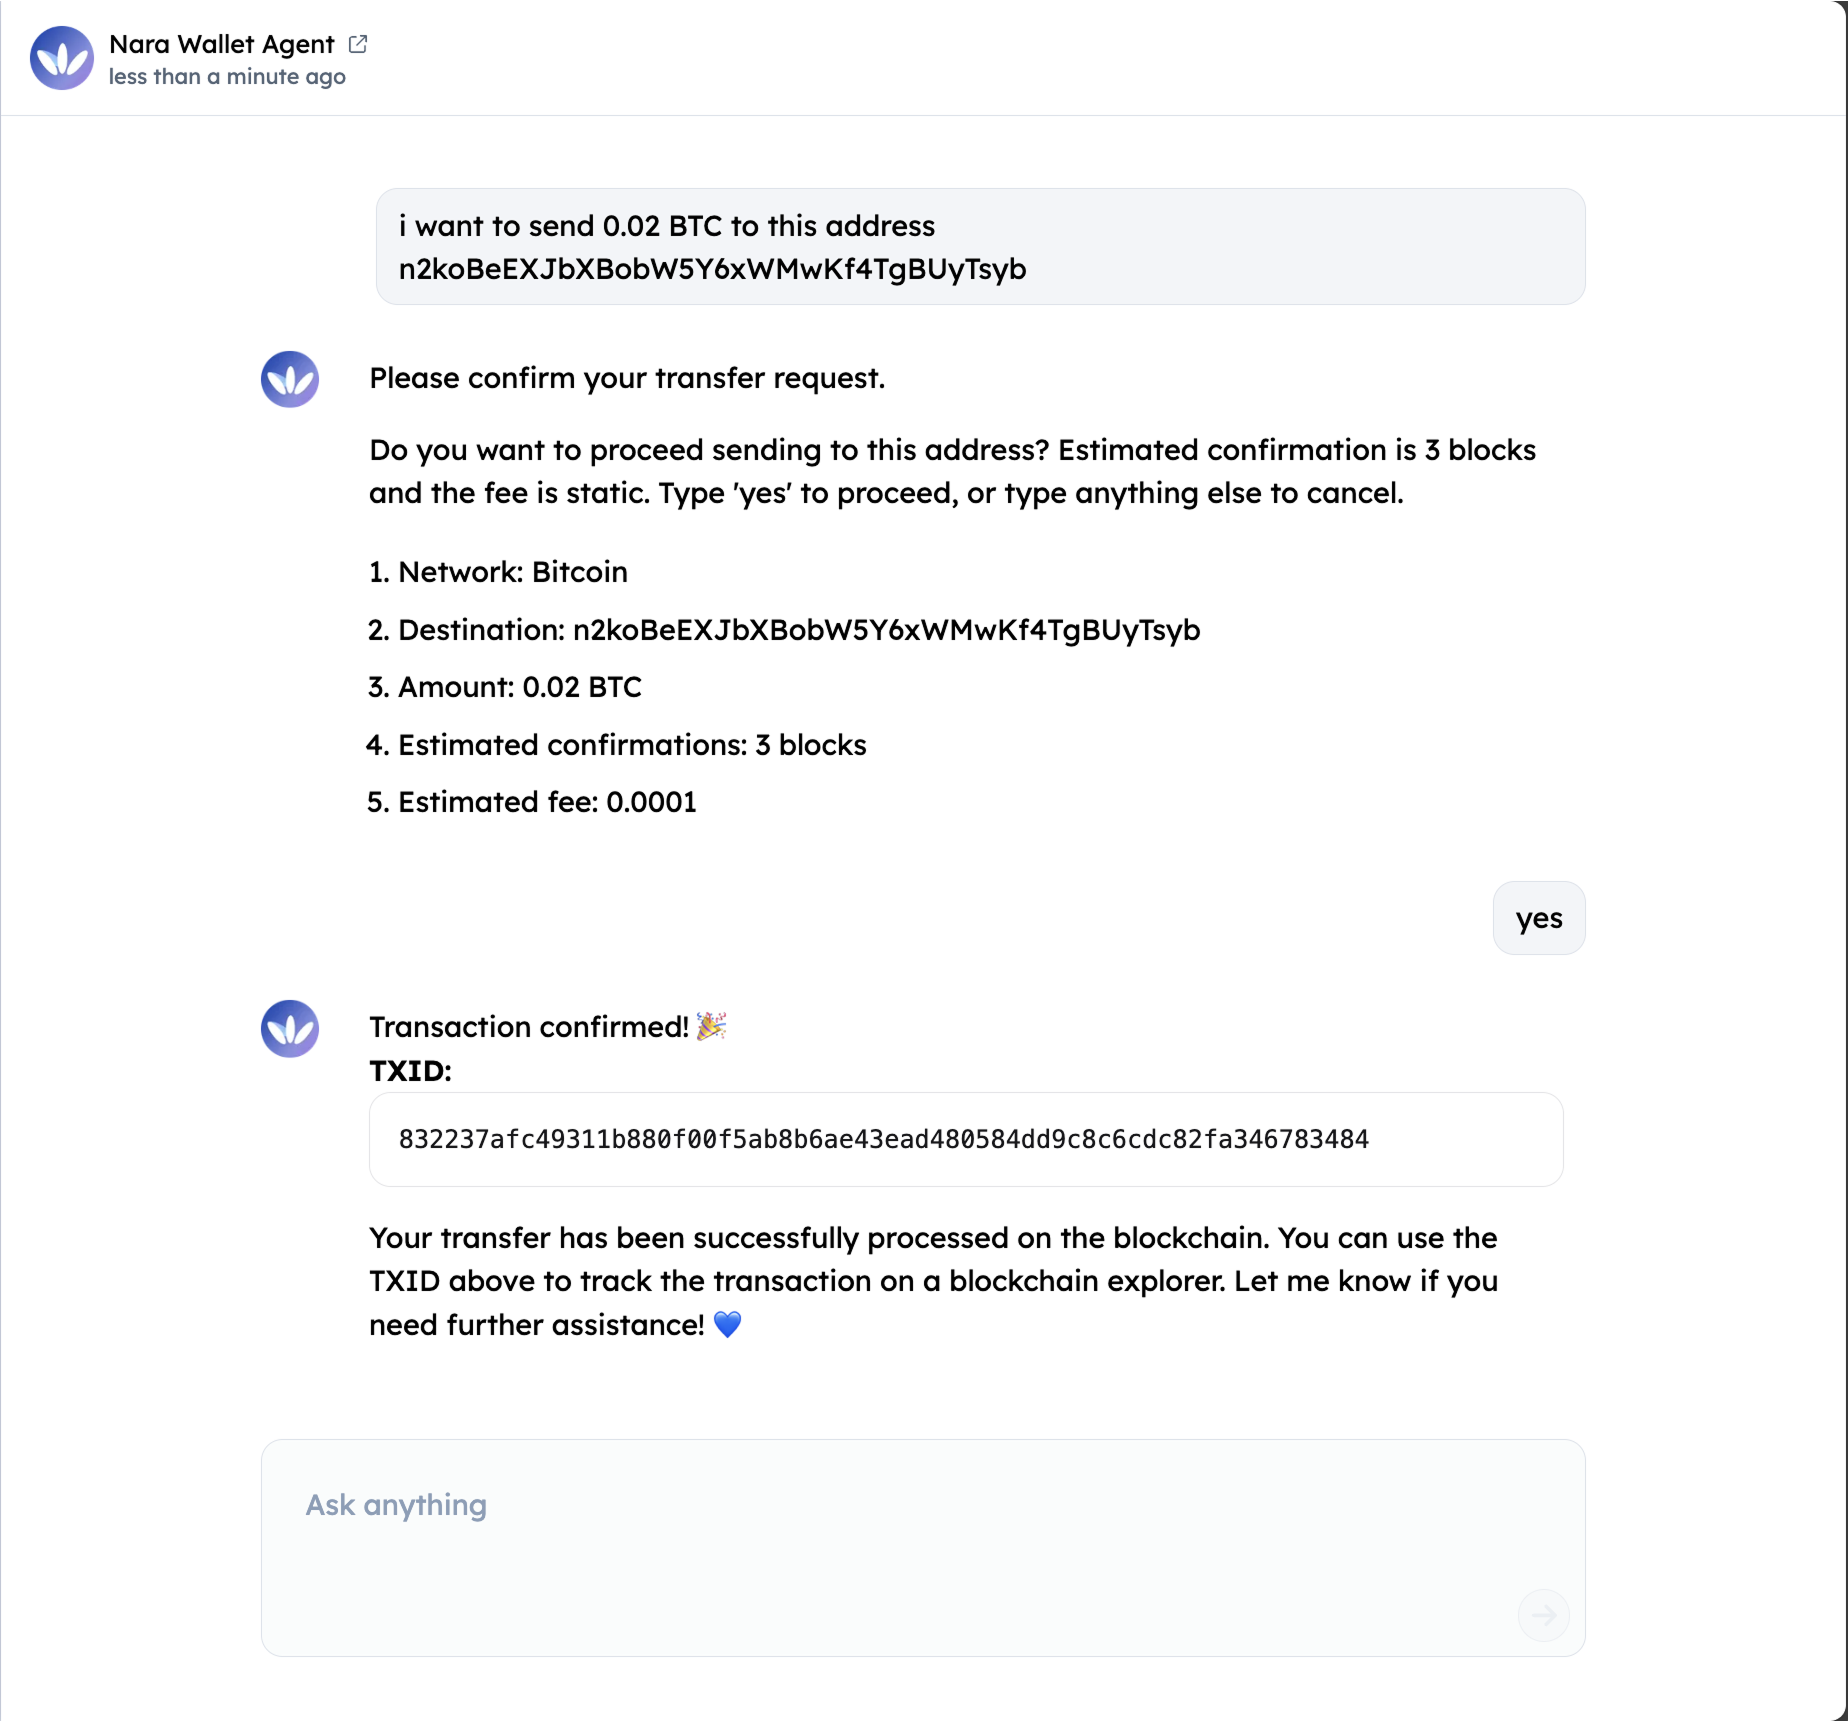 Nara Wallet Agent
less than a minute ago
i want to send 0.02 BTC to this address
n2koBeEXJbXBobW5Y6xWMwKf4TgBUyTsyb
Please confirm your transfer request.
Do you want to proceed sending to this address? Estimated confirmation is 3 blocks
and the fee is static. Type 'yes' to proceed, or type anything else to cancel.
1. Network: Bitcoin
2. Destination: n2koBeEXJbXBobW5Y6xWMwKf4TgBUyTsyb
3. Amount: 0.02 BTC
4. Estimated confirmations: 3 blocks
5. Estimated fee: 0.0001
yes
Transaction confirmed! 🎉
TXID:
832237afc49311b880f00f5ab8b6ae43ead480584dd9c8c6cdc82fa346783484
Your transfer has been successfully processed on the blockchain. You can use the
TXID above to track the transaction on a blockchain explorer. Let me know if you
need further assistance! 💙
Ask anything